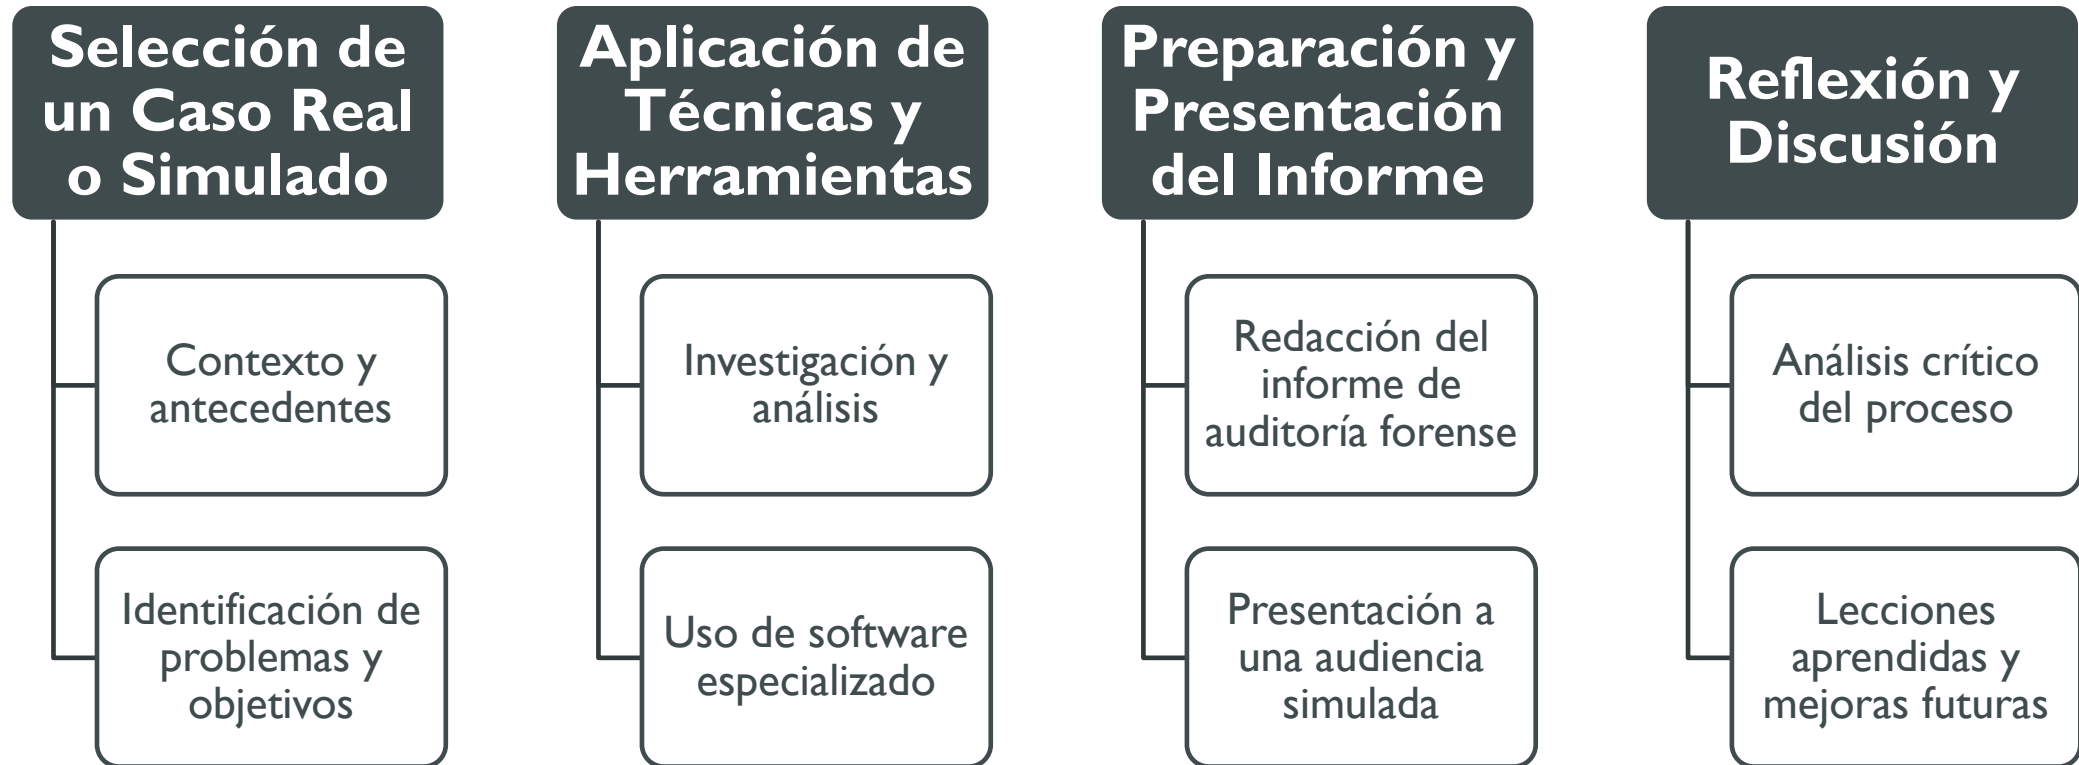 Selección de
un Caso Real
o Simulado
Contexto y
antecedentes
Identificación de
problemas y
objetivos
Aplicación de
Técnicas y
Herramientas
Investigación y
análisis
Uso de software
especializado
Preparación y
Presentación
del Informe
Redacción del
informe de
auditoría forense
Presentación a
una audiencia
simulada
Reflexión y
Discusión
Análisis crítico
del proceso
Lecciones
aprendidas y
mejoras futuras